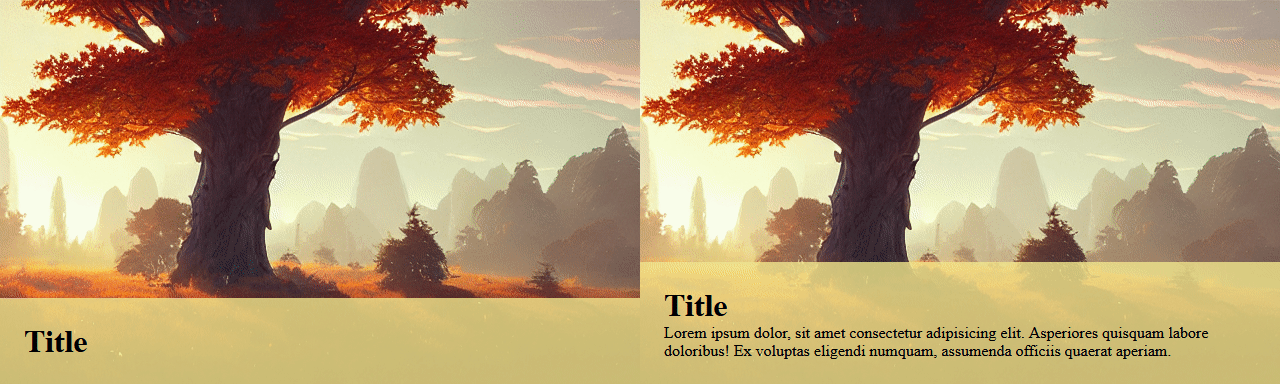 Title
Title
Lorem ipsum dolor, sit amet consectetur adipisicing elit. Asperiores quisquam labore
doloribus! Ex voluptas eligendi numquam, assumenda officiis quaerat aperiam.